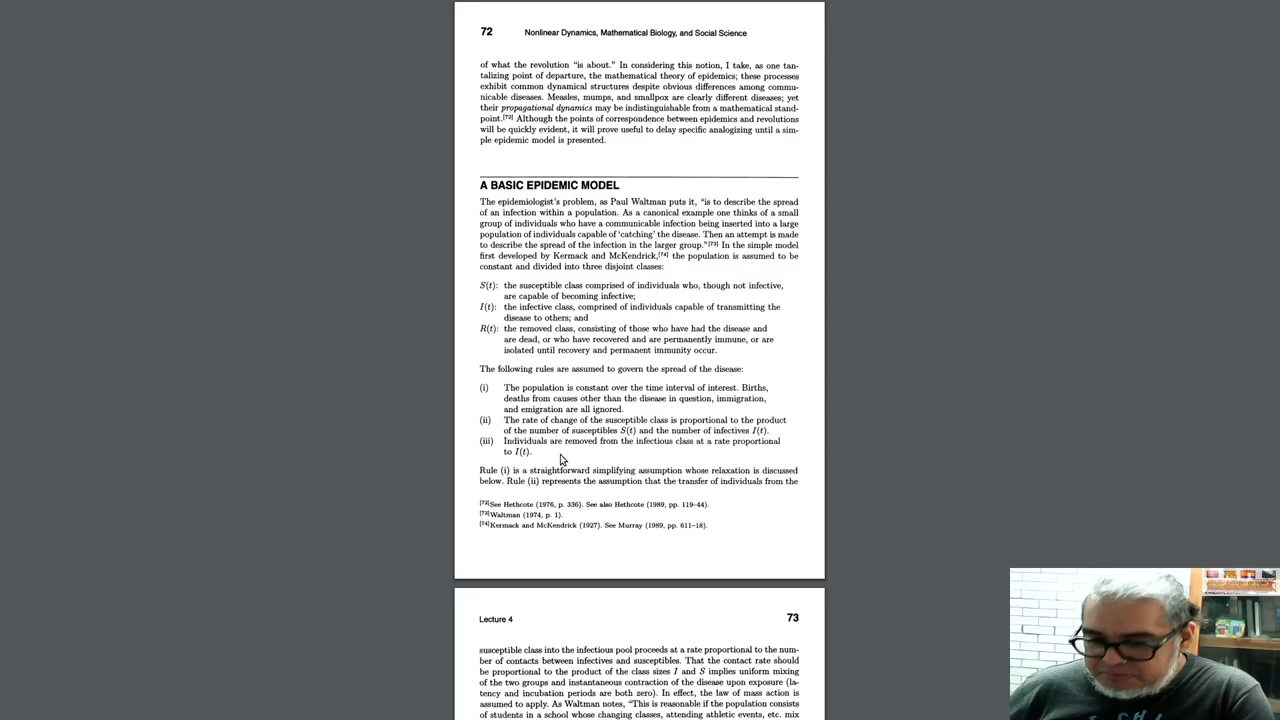 72 Nonlinear Dynamics, Mathematical Biology, and Social Science
of what the revolution “is about.” In considering this notion, I take, as one tan-
talizing point of departure, the mathematical theory of epidemics; these processes
exhibit common dynamical structures despite obvious differences among commu-
nicable diseases. Measles, mumps, and smallpox are clearly different diseases; yet
their propagational dynamics may be indistinguishable from a mathematical stand-
point.[72] Although the points of correspondence between epidemics and revolutions
will be quickly evident, it will prove useful to delay specific analogizing until a sim-
ple epidemic model is presented.
A BASIC EPIDEMIC MODEL
The epidemiologist’s problem, as Paul Waltman puts it, “is to describe the spread
of an infection within a population. As a canonical example one thinks of a small
group of individuals who have a communicable infection being inserted into a large
population of individuals capable of ‘catching’ the disease. Then an attempt is made
to describe the spread of the infection in the larger group.”[73] In the simple model
first developed by Kermack and McKendrick,[74] the population is assumed to be
constant and divided into three disjoint classes:
S(t): the susceptible class comprised of individuals who, though not infective,
are capable of becoming infective;
I(t): the infective class, comprised of individuals capable of transmitting the
disease to others; and
R(t): the removed class, consisting of those who have had the disease and
are dead, or who have recovered and are permanently immune, or are
isolated until recovery and permanent immunity occur.
The following rules are assumed to govern the spread of the disease:
(i) The population is constant over the time interval of interest. Births,
deaths from causes other than the disease in question, immigration,
and emigration are all ignored.
(ii) The rate of change of the susceptible class is proportional to the product
of the number of susceptibles S(t) and the number of infectives I(t).
(iii) Individuals are removed from the infectious class at a rate proportional
to I(t).
Rule (i) is a straightforward simplifying assumption whose relaxation is discussed
below. Rule (ii) represents the assumption that the transfer of individuals from the
[72]See Hethcote (1976, p. 336). See also Hethcote (1989, pp. 119–44).
[73]Waltman (1974, p. 1).
[74]Kermack and McKendrick (1927). See Murray (1989, pp. 611–18).
Lecture 4 73
susceptible class into the infectious pool proceeds at a rate proportional to the num-
ber of contacts between infectives and susceptibles. That the contact rate should
be proportional to the product of the class sizes I and S implies uniform mixing
of the two groups and instantaneous contraction of the disease upon exposure (la-
tency and incubation periods are both zero). In effect, the law of mass action is
assumed to apply. As Waltman notes, “This is reasonable if the population consists
of students in a school whose changing classes, attending athletic events, etc. mix